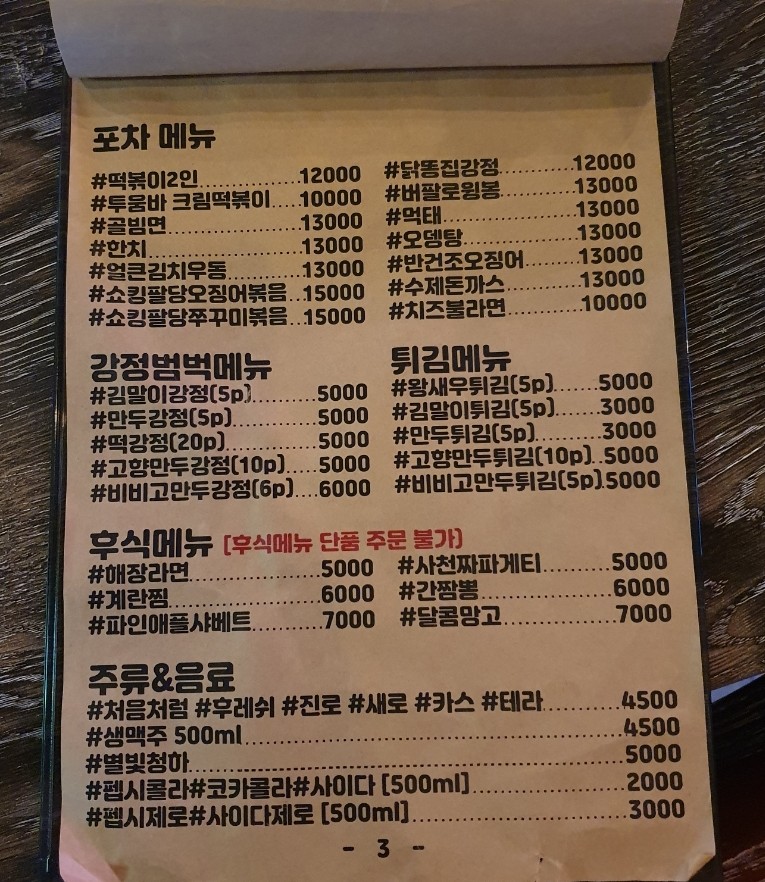 포차 메뉴
#떡볶이2인....................12000
#투움바 크림떡볶이......10000
#골빔면........................13000
#한치...........................13000
#얼큰김치우동..............13000
#쇼킹팔당오징어볶음..15000
#쇼킹팔당쭈꾸미볶음..15000
#닭똥집강정...............12000
#버팔로윙봉...............13000
#먹태...........................13000
#오뎅탕........................13000
#반건조오징어...........13000
#수제돈까스...............13000
#치즈불라면...............10000
강정범벅메뉴
#김말이강정(5p)..........5000
#만두강정(5p).............5000
#떡강정(20p)...............5000
#고향만두강정(10p).....5000
#비비고만두강정(6p)....6000
튀김메뉴
#왕새우튀김(5p).......5000
#김말이튀김(5p).......3000
#만두튀김(5p)..........3000
#고향만두튀김(10p)..5000
#비비고만두튀김(5p).5000
후식메뉴 [후식메뉴 단품 주문 불가]
#해장라면....................5000
#계란찜........................6000
#파인애플샤베트...........7000
#사천짜파게티...........5000
#간짬뽕.....................6000
#달콤망고..................7000
주류&음료
#처음처럼 #후레쉬 #진로 #새로 #카스 #테라............4500
#생맥주 500ml..........................................................4500
#별빛청하...................................................................5000
#펩시콜라#코카콜라#사이다 [500ml]........................2000
#펩시제로#사이다제로 [500ml].................................3000
- 3 -